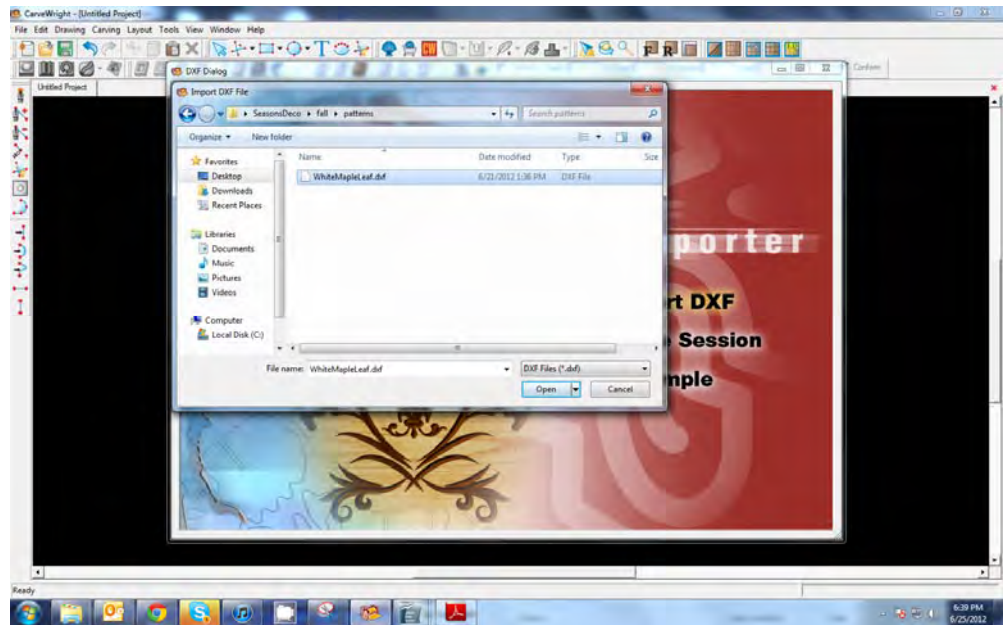 CarveWright - [Untitled Project]
File Edit Drawing Carving Layout Tools View Window Help
DXF Dialog
Conform
Untitled Project
Import DXF File
SeasonsDeco fall patterns
Search patterns
Organize New folder
Name Date modified Type Size
Favorites
Desktop
Downloads
Recent Places
Libraries
Documents
Music
Pictures
Videos
Computer
Local Disk (C:)
WhiteMapleLeaf.dxf 6/21/2012 1:36 PM DXF File
File name: WhiteMapleLeaf.dxf
DXF Files (*.dxf)
Open Cancel
porter
rt DXF
Session
mple
Ready
6:39 PM
6/25/2012